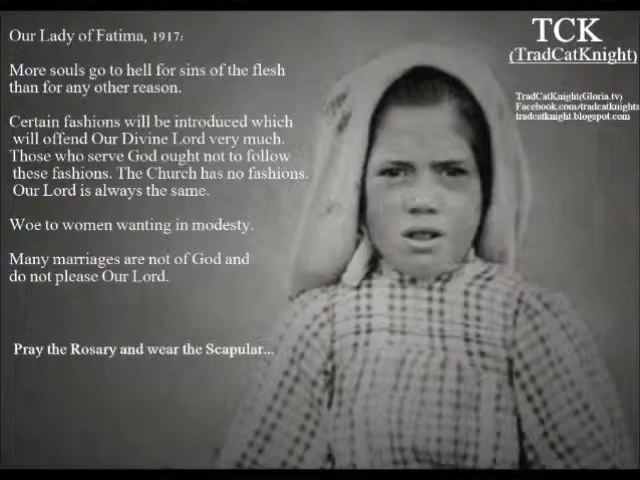 Our Lady of Fatima, 1917:
More souls go to hell for sins of the flesh
than for any other reason.
Certain fashions will be introduced which
will offend Our Divine Lord very much.
Those who serve God ought not to follow
these fashions. The Church has no fashions.
Our Lord is always the same.
Woe to women wanting in modesty.
Many marriages are not of God and
do not please Our Lord.
Pray the Rosary and wear the Scapular...
TCK
(TradCatKnight)
TradCatKnight(Gloria.tv)
Facebook.com/tradcatknights
tradcatknight.blogspot.com